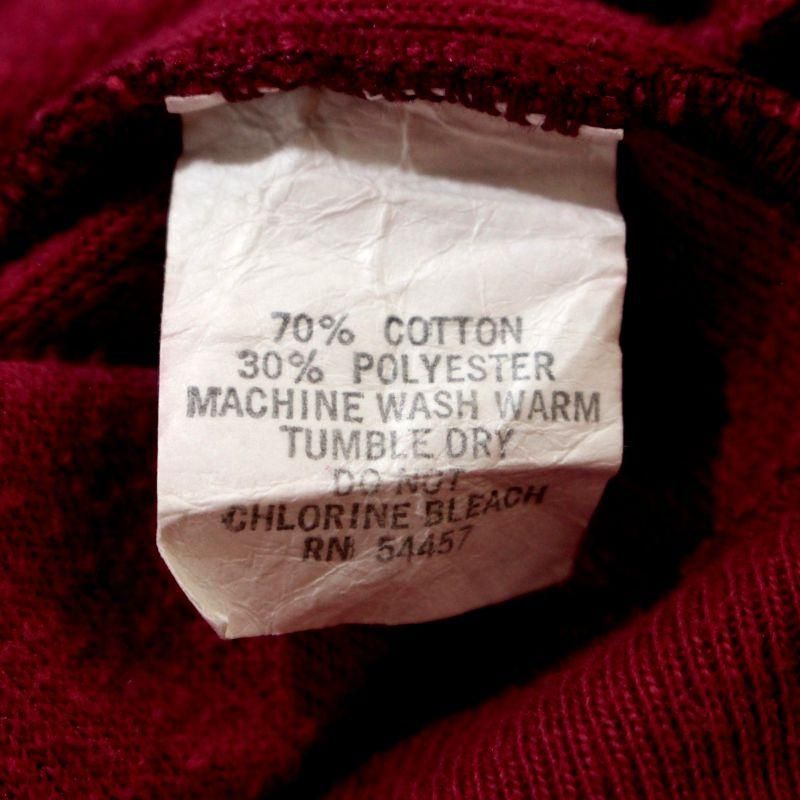 70% COTTON
30% POLYESTER
MACHINE WASH WARM
TUMBLE DRY
DO NOT
CHLORINE BLEACH
RN 54457